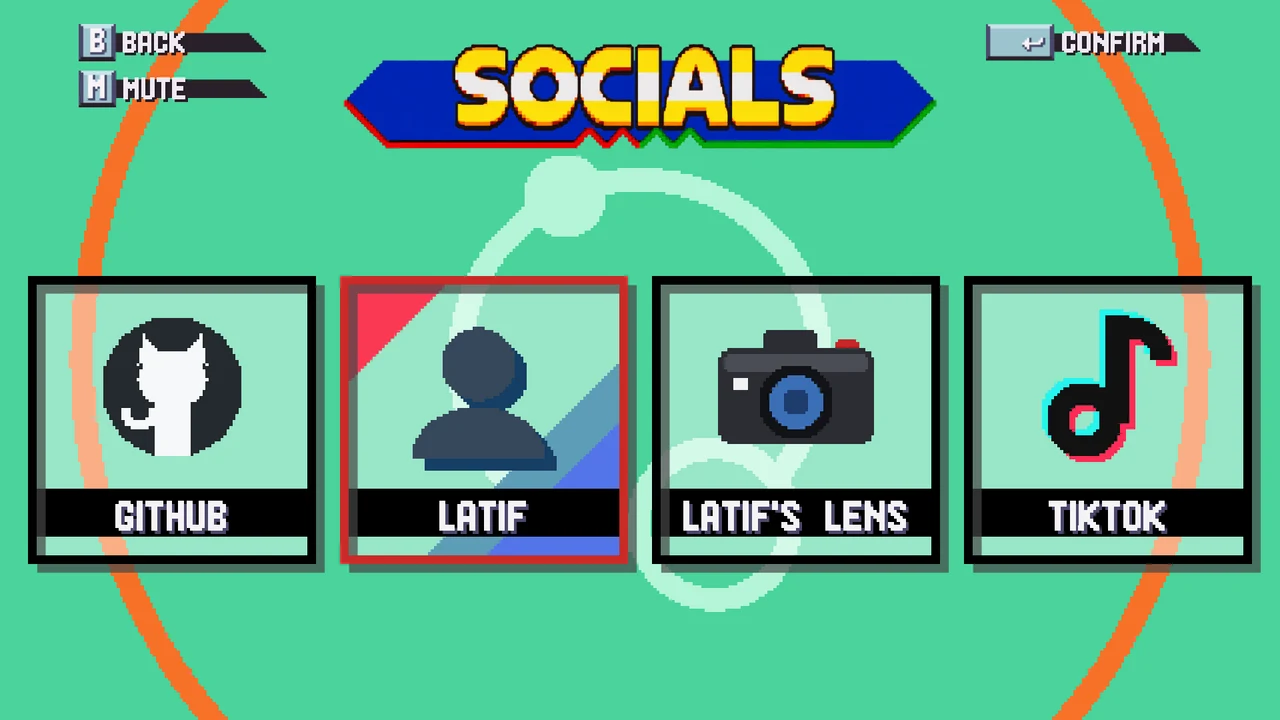 B BACK
M MUTE
SOCIALS
CONFIRM
GITHUB
LATIF
LATIF'S LENS
TIKTOK